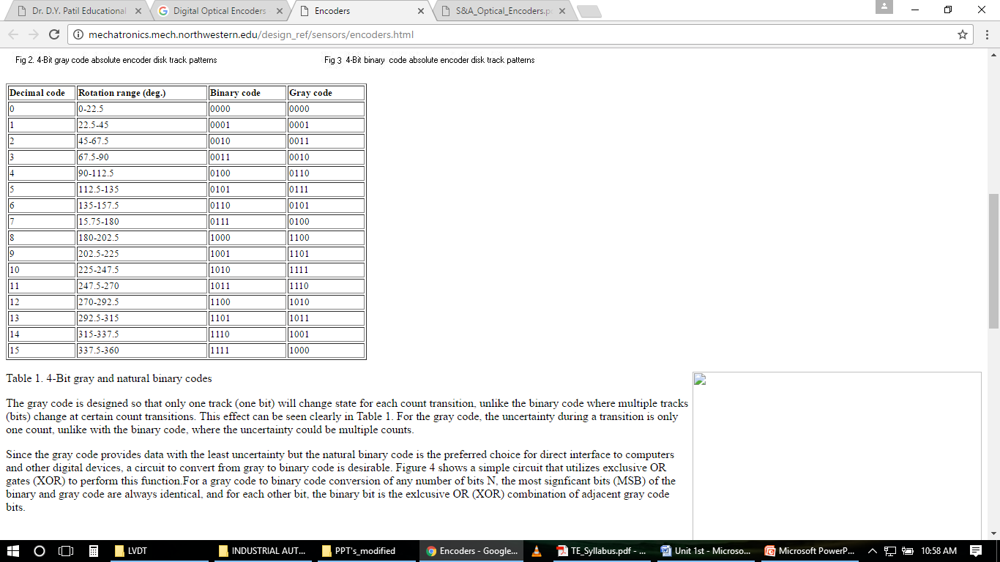 Dr. D.Y. Patil Educational
Digital Optical Encoders
Encoders
S&A_Optical_Encoders.p
mechatronics.mech.northwestern.edu/design_ref/sensors/encoders.html
Fig 2. 4-Bit gray code absolute encoder disk track patterns
Fig 3 4-Bit binary code absolute encoder disk track patterns
Decimal code Rotation range (deg.) Binary code Gray code
0 0-22.5 0000 0000
1 22.5-45 0001 0001
2 45-67.5 0010 0011
3 67.5-90 0011 0010
4 90-112.5 0100 0110
5 112.5-135 0101 0111
6 135-157.5 0110 0101
7 15.75-180 0111 0100
8 180-202.5 1000 1100
9 202.5-225 1001 1101
10 225-247.5 1010 1111
11 247.5-270 1011 1110
12 270-292.5 1100 1010
13 292.5-315 1101 1011
14 315-337.5 1110 1001
15 337.5-360 1111 1000
Table 1. 4-Bit gray and natural binary codes
The gray code is designed so that only one track (one bit) will change state for each count transition, unlike the binary code where multiple tracks
(bits) change at certain count transitions. This effect can be seen clearly in Table 1. For the gray code, the uncertainty during a transition is only
one count, unlike with the binary code, where the uncertainty could be multiple counts.
Since the gray code provides data with the least uncertainty but the natural binary code is the preferred choice for direct interface to computers
and other digital devices, a circuit to convert from gray to binary code is desirable. Figure 4 shows a simple circuit that utilizes exclusive OR
gates (XOR) to perform this function.For a gray code to binary code conversion of any number of bits N, the most signficant bits (MSB) of the
binary and gray code are always identical, and for each other bit, the binary bit is the exlcusive OR (XOR) combination of adjacent gray code
bits.
LVDT
INDUSTRIAL AUT...
PPT's_modified
Encoders - Google...
TE_Syllabus.pdf - ...
Unit 1st - Microso...
Microsoft PowerP...
10:58 AM